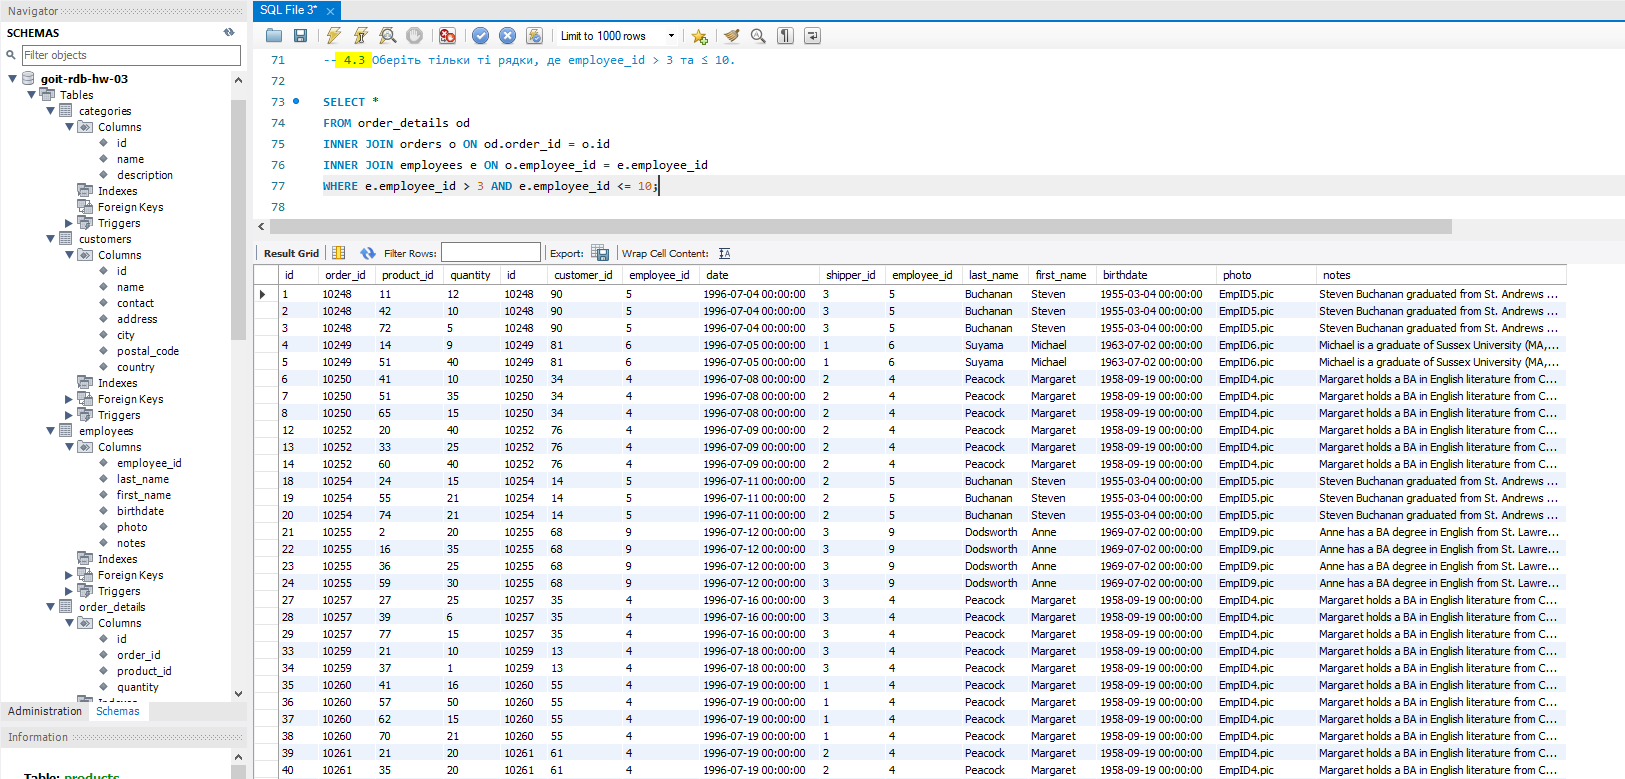 Navigator
SCHEMAS
Filter objects
goit-rdb-hw-03
Tables
categories
Columns
id
name
description
Indexes
Foreign Keys
Triggers
customers
Columns
id
name
contact
address
city
postal_code
country
Indexes
Foreign Keys
Triggers
employees
Columns
employee_id
last_name
first_name
birthdate
photo
notes
Indexes
Foreign Keys
Triggers
order_details
Columns
id
order_id
product_id
quantity
Indexes
Administration Schemas
Information
Table: products
SQL File 3*
Limit to 1000 rows
71 -- 4.3 Оберіть тільки ті рядки, де employee_id > 3 та ≤ 10.
72
73 SELECT *
74 FROM order_details od
75 INNER JOIN orders o ON od.order_id = o.id
76 INNER JOIN employees e ON o.employee_id = e.employee_id
77 WHERE e.employee_id > 3 AND e.employee_id <= 10;
78
Result Grid Filter Rows: Export: Wrap Cell Content: IA
id order_id product_id quantity id customer_id employee_id date shipper_id employee_id last_name first_name birthdate photo notes
1 10248 11 12 10248 90 5 1996-07-04 00:00:00 3 5 Buchanan Steven 1955-03-04 00:00:00 EmpID5.pic Steven Buchanan graduated from St. Andrews ...
2 10248 42 10 10248 90 5 1996-07-04 00:00:00 3 5 Buchanan Steven 1955-03-04 00:00:00 EmpID5.pic Steven Buchanan graduated from St. Andrews ...
3 10248 72 5 10248 90 5 1996-07-04 00:00:00 3 5 Buchanan Steven 1955-03-04 00:00:00 EmpID5.pic Steven Buchanan graduated from St. Andrews ...
4 10249 14 9 10249 81 6 1996-07-05 00:00:00 1 6 Suyama Michael 1963-07-02 00:00:00 EmpID6.pic Michael is a graduate of Sussex University (MA,...
5 10249 51 40 10249 81 6 1996-07-05 00:00:00 1 6 Suyama Michael 1963-07-02 00:00:00 EmpID6.pic Michael is a graduate of Sussex University (MA,...
6 10250 41 10 10250 34 4 1996-07-08 00:00:00 2 4 Peacock Margaret 1958-09-19 00:00:00 EmpID4.pic Margaret holds a BA in English literature from C...
7 10250 51 35 10250 34 4 1996-07-08 00:00:00 2 4 Peacock Margaret 1958-09-19 00:00:00 EmpID4.pic Margaret holds a BA in English literature from C...
8 10250 65 15 10250 34 4 1996-07-08 00:00:00 2 4 Peacock Margaret 1958-09-19 00:00:00 EmpID4.pic Margaret holds a BA in English literature from C...
12 10252 20 40 10252 76 4 1996-07-09 00:00:00 2 4 Peacock Margaret 1958-09-19 00:00:00 EmpID4.pic Margaret holds a BA in English literature from C...
13 10252 33 25 10252 76 4 1996-07-09 00:00:00 2 4 Peacock Margaret 1958-09-19 00:00:00 EmpID4.pic Margaret holds a BA in English literature from C...
14 10252 60 40 10252 76 4 1996-07-09 00:00:00 2 4 Peacock Margaret 1958-09-19 00:00:00 EmpID4.pic Margaret holds a BA in English literature from C...
18 10254 24 15 10254 14 5 1996-07-11 00:00:00 2 5 Buchanan Steven 1955-03-04 00:00:00 EmpID5.pic Steven Buchanan graduated from St. Andrews ...
19 10254 55 21 10254 14 5 1996-07-11 00:00:00 2 5 Buchanan Steven 1955-03-04 00:00:00 EmpID5.pic Steven Buchanan graduated from St. Andrews ...
20 10254 74 21 10254 14 5 1996-07-11 00:00:00 2 5 Buchanan Steven 1955-03-04 00:00:00 EmpID5.pic Steven Buchanan graduated from St. Andrews ...
21 10255 2 20 10255 68 9 1996-07-12 00:00:00 3 9 Dodsworth Anne 1969-07-02 00:00:00 EmpID9.pic Anne has a BA degree in English from St. Lawre...
22 10255 16 35 10255 68 9 1996-07-12 00:00:00 3 9 Dodsworth Anne 1969-07-02 00:00:00 EmpID9.pic Anne has a BA degree in English from St. Lawre...
23 10255 36 25 10255 68 9 1996-07-12 00:00:00 3 9 Dodsworth Anne 1969-07-02 00:00:00 EmpID9.pic Anne has a BA degree in English from St. Lawre...
24 10255 59 30 10255 68 9 1996-07-12 00:00:00 3 9 Dodsworth Anne 1969-07-02 00:00:00 EmpID9.pic Anne has a BA degree in English from St. Lawre...
27 10257 27 25 10257 35 4 1996-07-16 00:00:00 3 4 Peacock Margaret 1958-09-19 00:00:00 EmpID4.pic Margaret holds a BA in English literature from C...
28 10257 39 6 10257 35 4 1996-07-16 00:00:00 3 4 Peacock Margaret 1958-09-19 00:00:00 EmpID4.pic Margaret holds a BA in English literature from C...
29 10257 77 15 10257 35 4 1996-07-16 00:00:00 3 4 Peacock Margaret 1958-09-19 00:00:00 EmpID4.pic Margaret holds a BA in English literature from C...
33 10259 21 10 10259 13 4 1996-07-18 00:00:00 3 4 Peacock Margaret 1958-09-19 00:00:00 EmpID4.pic Margaret holds a BA in English literature from C...
34 10259 37 1 10259 13 4 1996-07-18 00:00:00 3 4 Peacock Margaret 1958-09-19 00:00:00 EmpID4.pic Margaret holds a BA in English literature from C...
35 10260 41 16 10260 55 4 1996-07-19 00:00:00 1 4 Peacock Margaret 1958-09-19 00:00:00 EmpID4.pic Margaret holds a BA in English literature from C...
36 10260 57 50 10260 55 4 1996-07-19 00:00:00 1 4 Peacock Margaret 1958-09-19 00:00:00 EmpID4.pic Margaret holds a BA in English literature from C...
37 10260 62 15 10260 55 4 1996-07-19 00:00:00 1 4 Peacock Margaret 1958-09-19 00:00:00 EmpID4.pic Margaret holds a BA in English literature from C...
38 10260 70 21 10260 55 4 1996-07-19 00:00:00 1 4 Peacock Margaret 1958-09-19 00:00:00 EmpID4.pic Margaret holds a BA in English literature from C...
39 10261 21 20 10261 61 4 1996-07-19 00:00:00 2 4 Peacock Margaret 1958-09-19 00:00:00 EmpID4.pic Margaret holds a BA in English literature from C...
40 10261 35 20 10261 61 4 1996-07-19 00:00:00 2 4 Peacock Margaret 1958-09-19 00:00:00 EmpID4.pic Margaret holds a BA in English literature from C...